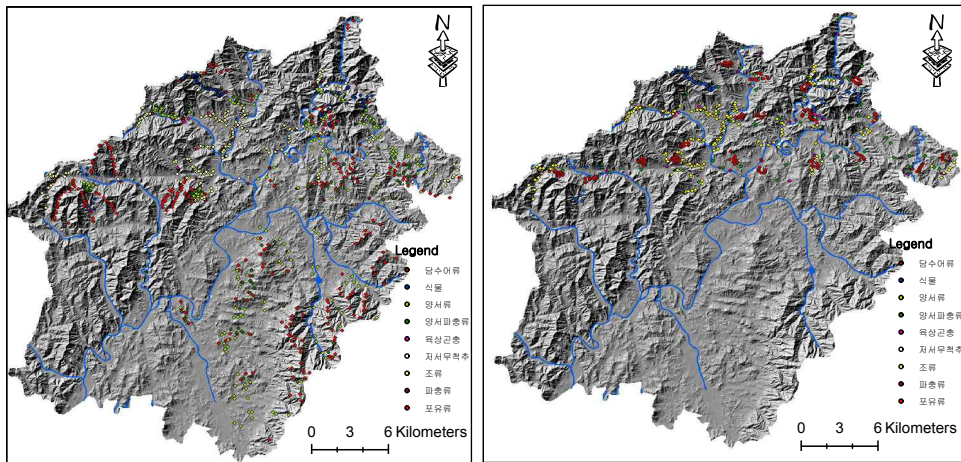 N
Legend
담수어류
식물
양서류
양서파충류
육상곤충
저서무척추
조류
파충류
포유류
0 3 6 Kilometers
N
Legend
담수어류
식물
양서류
양서파충류
육상곤충
저서무척추
조류
파충류
포유류
0 3 6 Kilometers